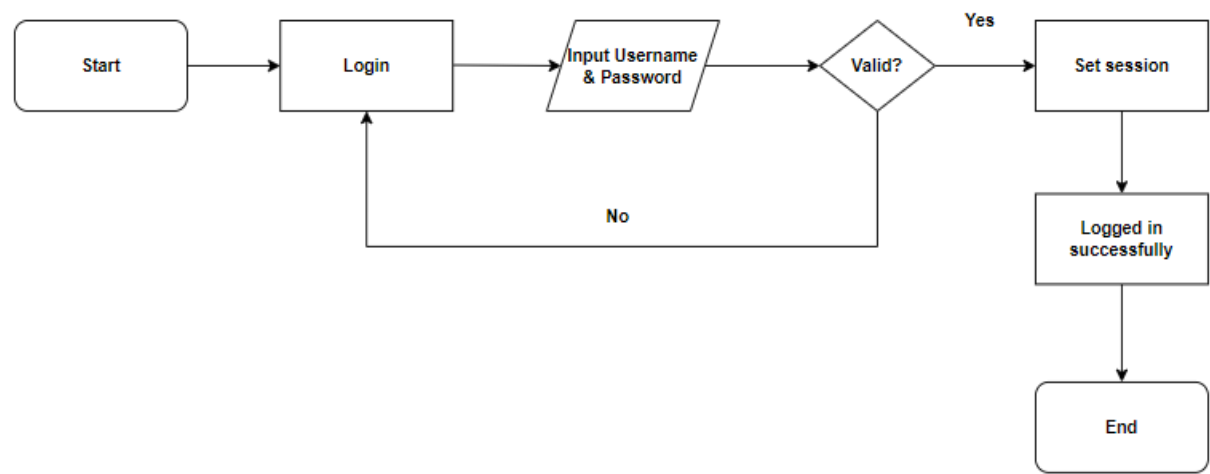 Start
Login
Input Username
& Password
Valid?
Yes
Set session
No
Logged in
successfully
End